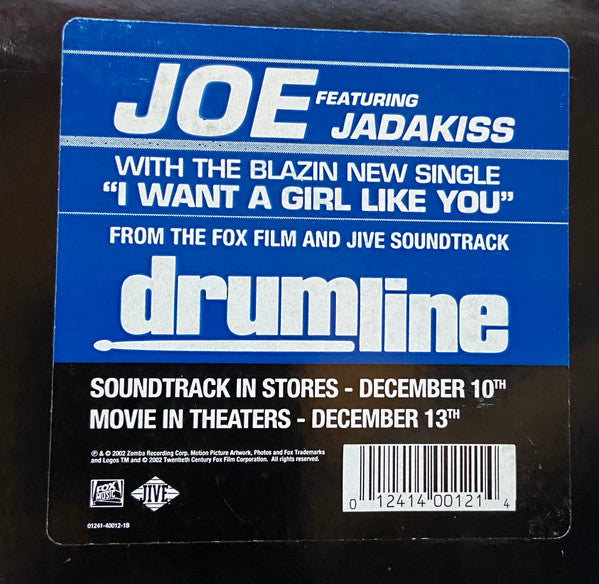 JOE FEATURING JADAKISS
WITH THE BLAZIN NEW SINGLE
“I WANT A GIRL LIKE YOU”
FROM THE FOX FILM AND JIVE SOUNDTRACK
drumline
SOUNDTRACK IN STORES - DECEMBER 10TH
MOVIE IN THEATERS - DECEMBER 13TH
℗ & © 2002 Zomba Recording Corp. Motion Picture Artwork, Photos and Fox Trademarks
and Logos TM and © 2002 Twentieth Century Fox Film Corporation. All rights reserved.
FOX
MUSIC
JIVE
01241-40012-1B
0 12414 00121 4